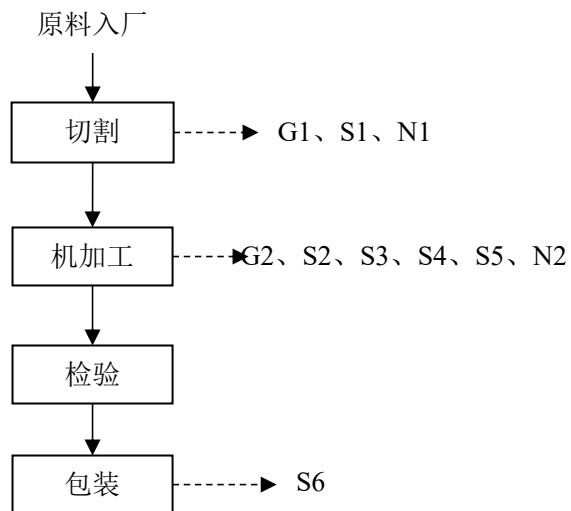 原料入厂
切割
G1、S1、N1
机加工
G2、S2、S3、S4、S5、N2
检验
包装
S6